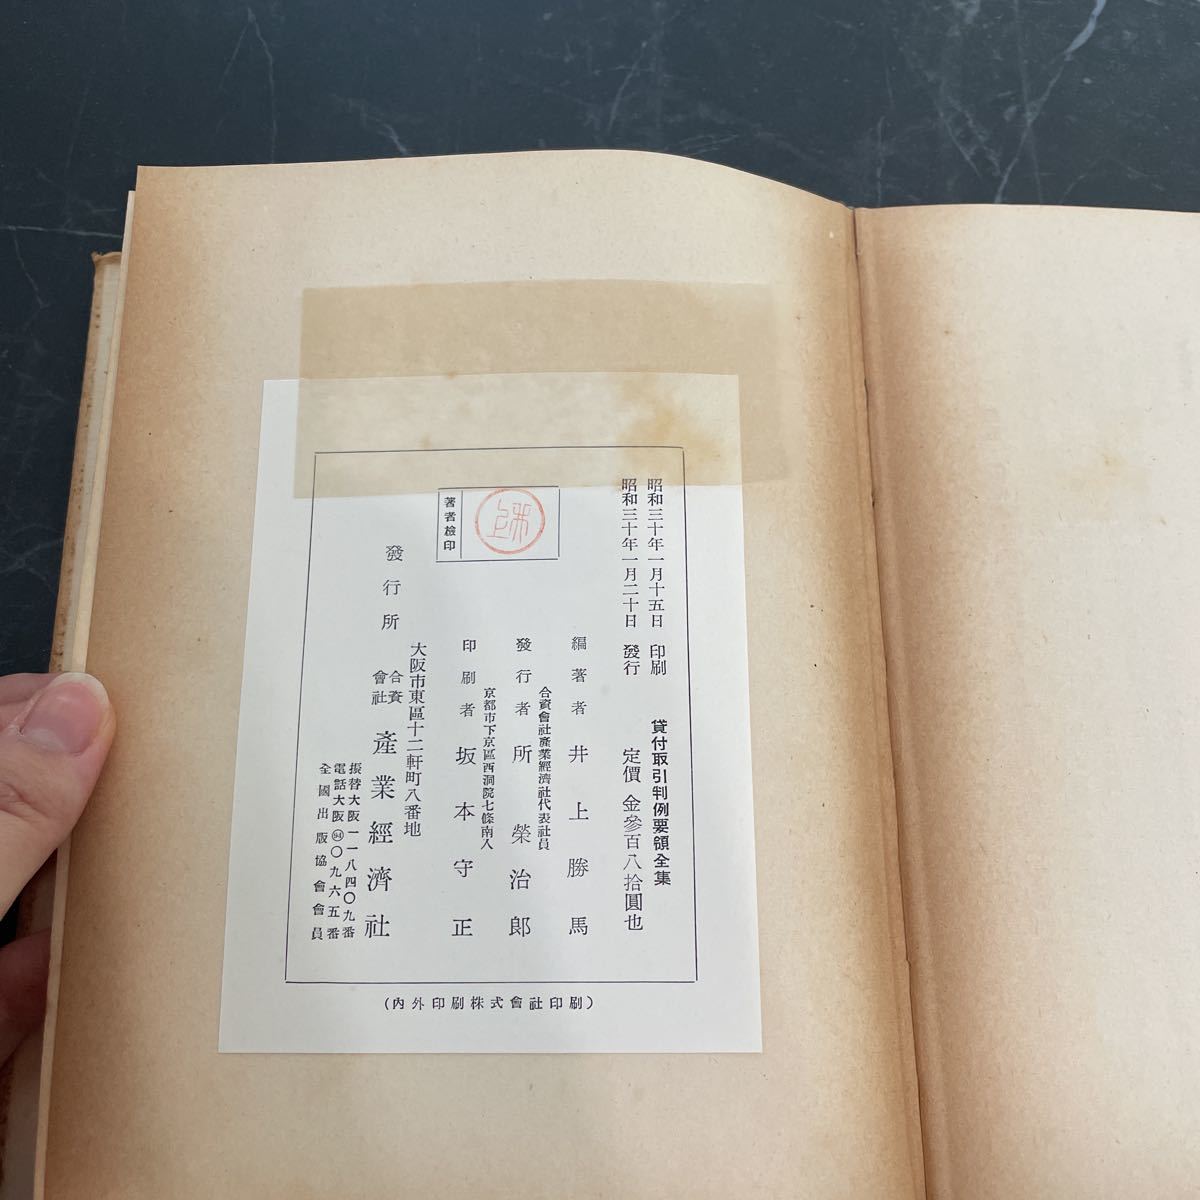 昭和三十年一月十五日 印刷
昭和三十年一月二十日 發行
貸付取引判例要領全集
定價 金參百八拾圓也
編著者 井上勝馬
合資會社產業經濟社代表社員
發行者 所榮治郎
京都市下京區西洞院七條南入
印刷者 坂本守正
著者檢印
大阪市東區十二軒町八番地
發行所 合資會社 產業經濟社
振替大阪一一八四〇九番
電話大阪94〇九六五番
全國出版協會會員
(內外印刷株式會社印刷)